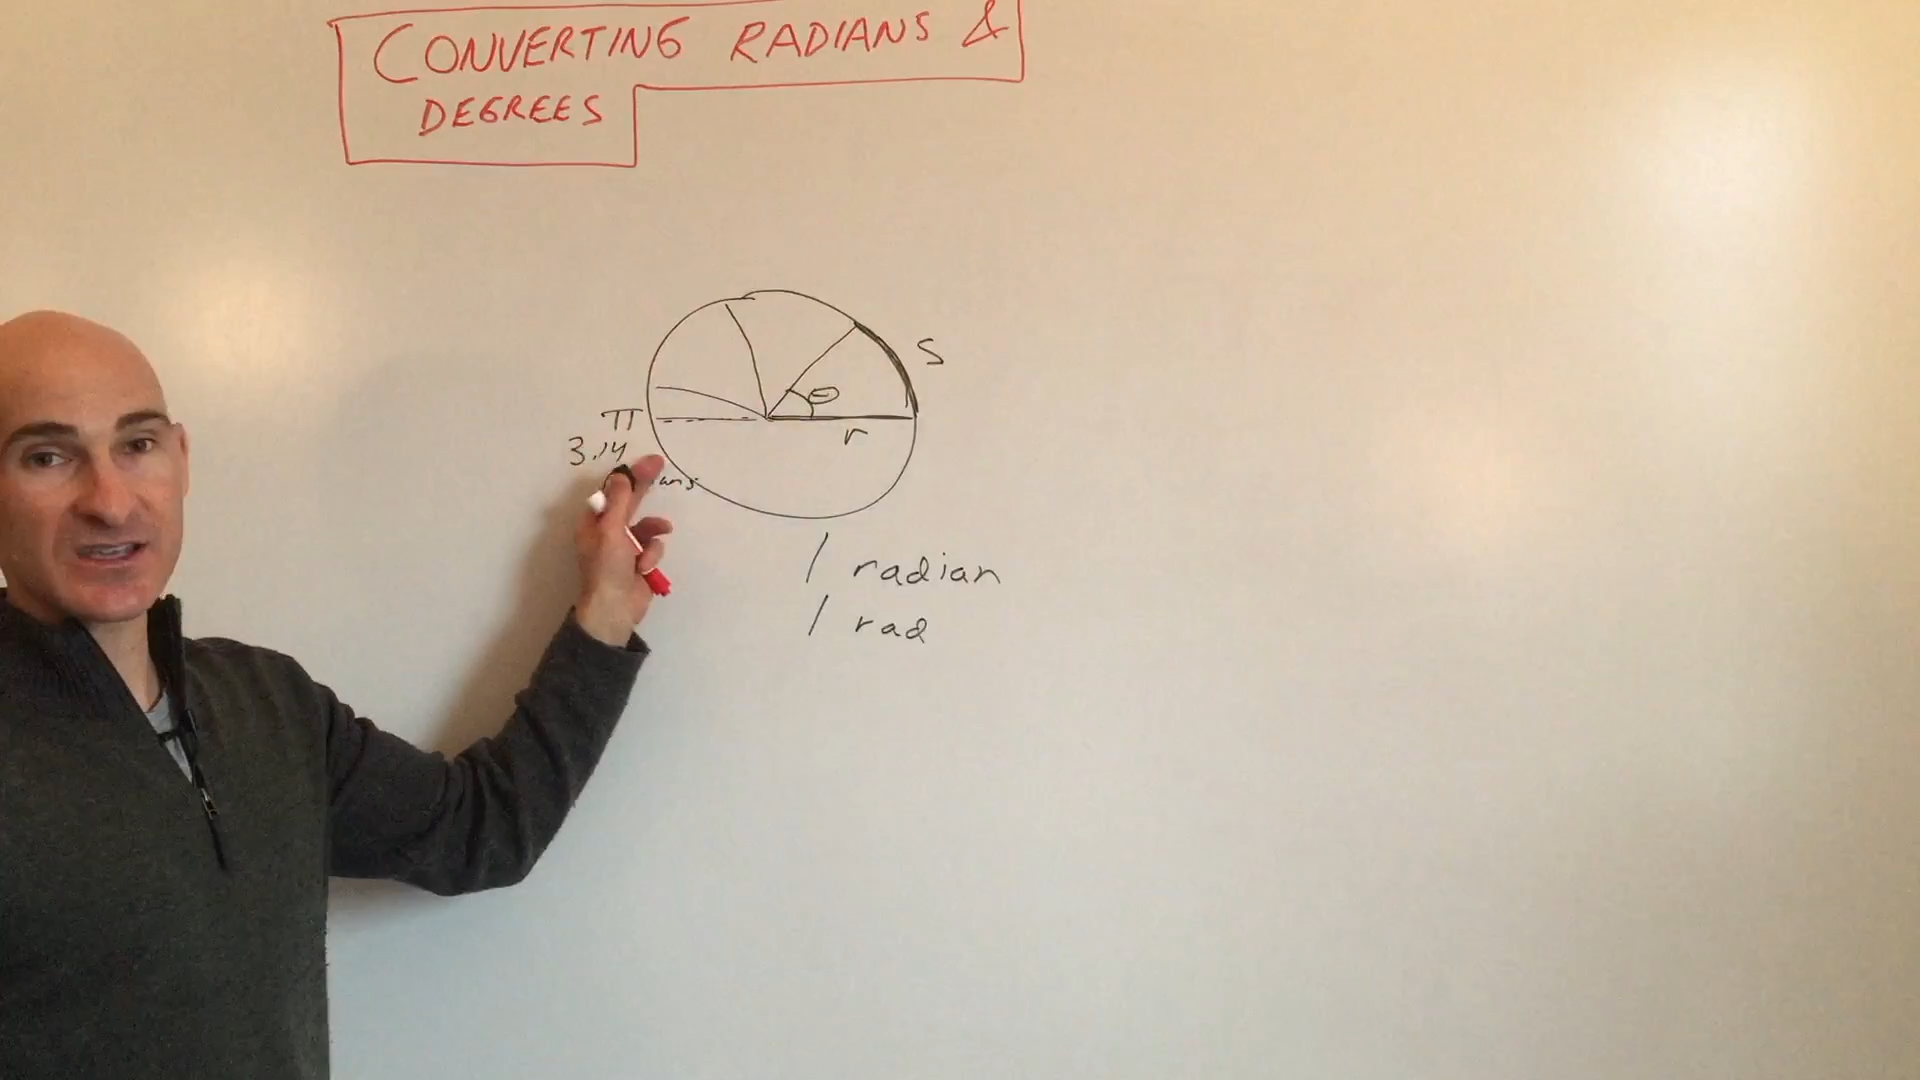 CONVERTING RADIANS &
DEGREES
S
θ
π
r
3.14
1 radian
1 rad